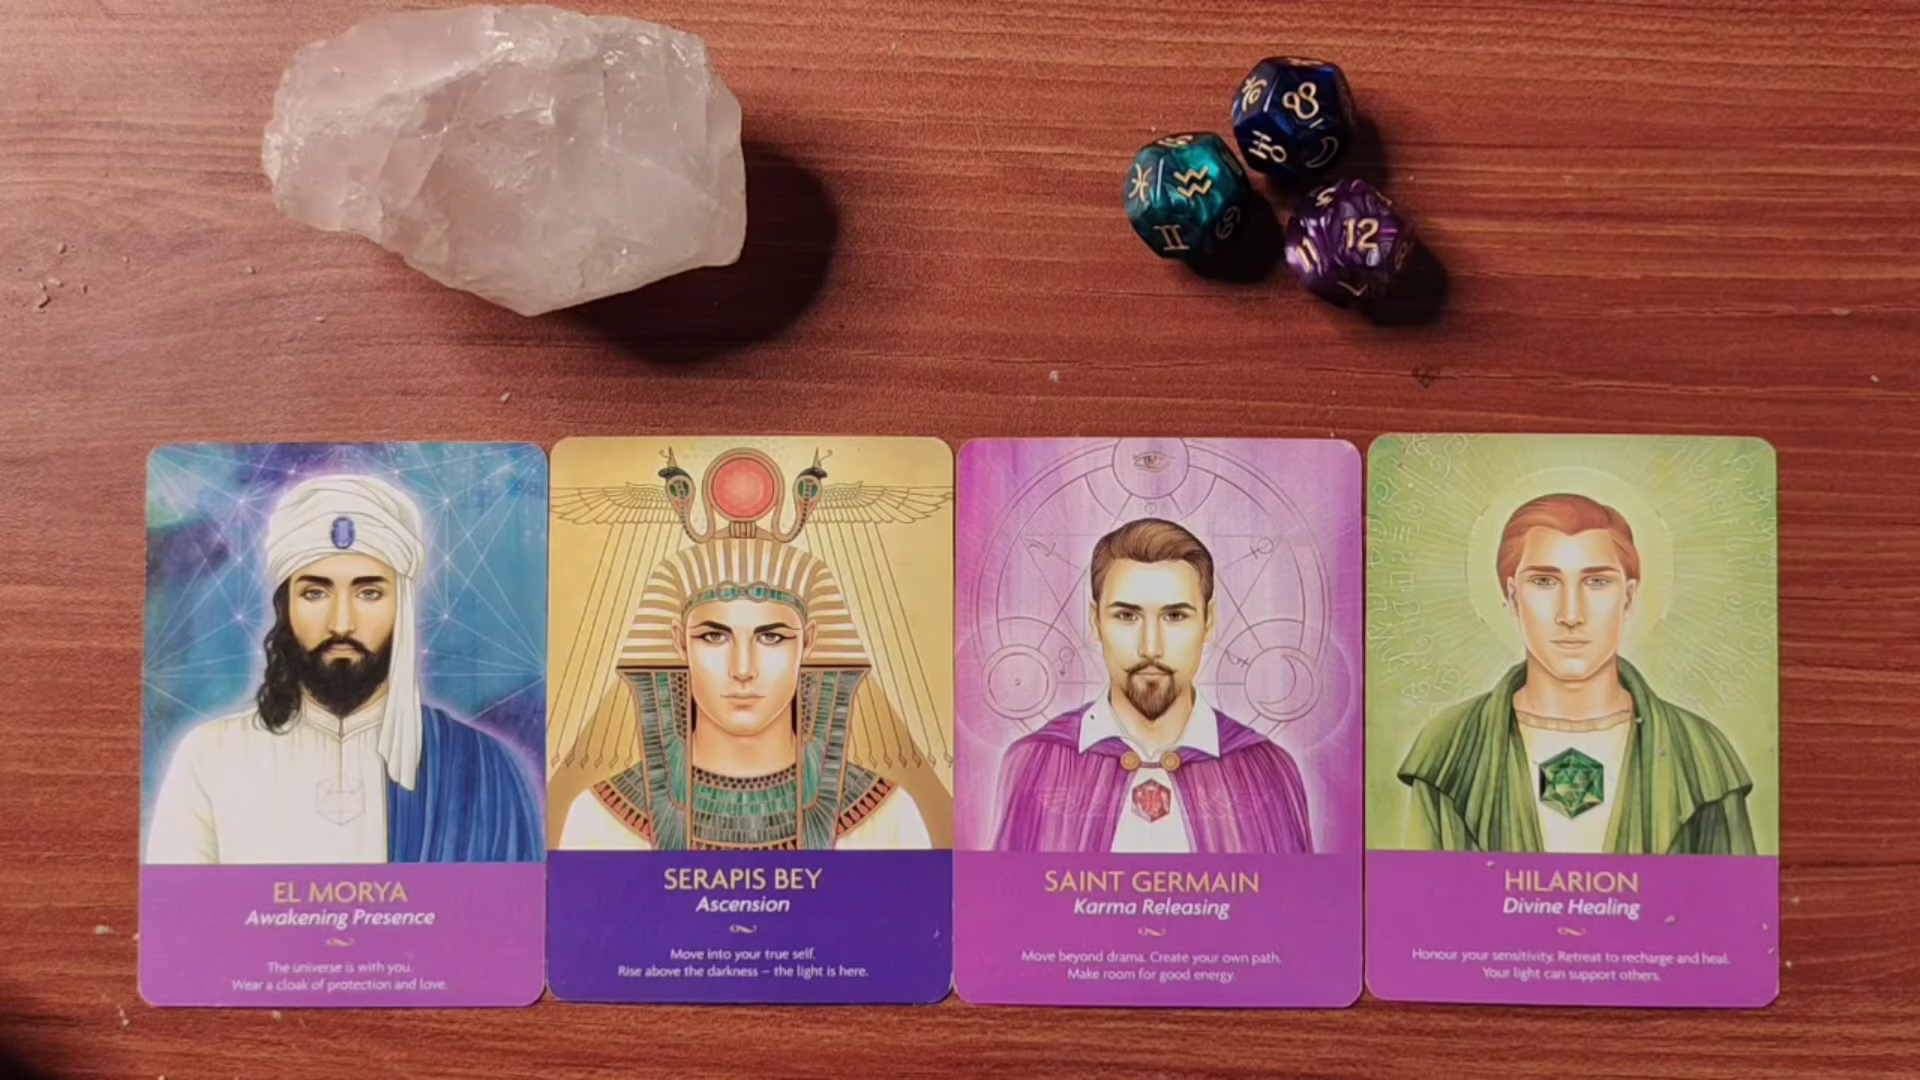 12
11
EL MORYA
Awakening Presence
The universe is with you.
Wear a cloak of protection and love.
SERAPIS BEY
Ascension
Move into your true self.
Rise above the darkness – the light is here.
SAINT GERMAIN
Karma Releasing
Move beyond drama. Create your own path.
Make room for good energy.
HILARION
Divine Healing
Honour your sensitivity. Retreat to recharge and heal.
Your light can support others.